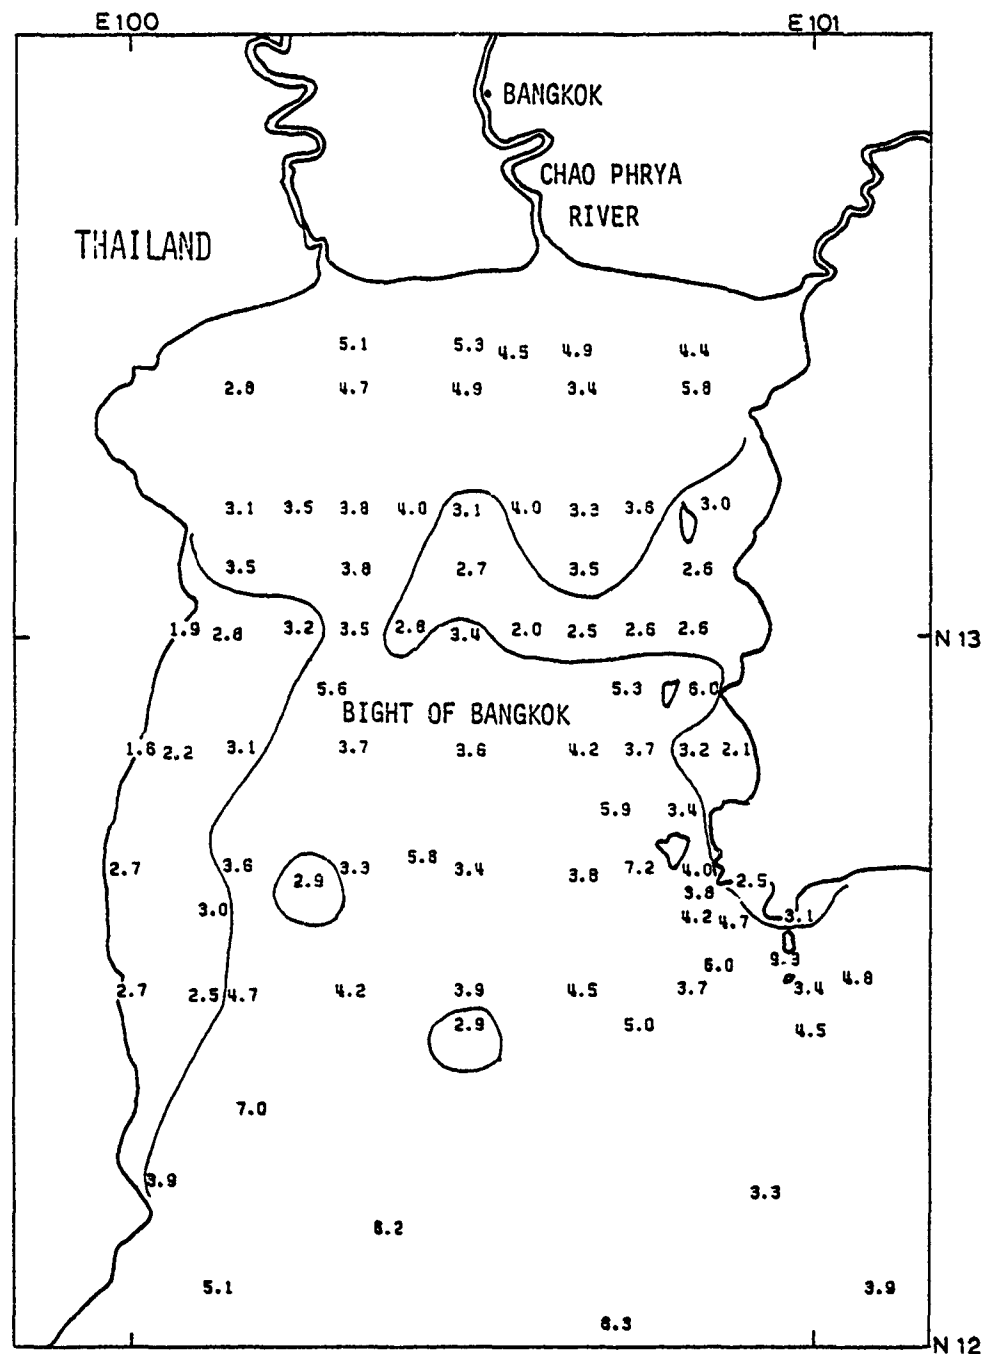 E 100 E 101
BANGKOK
CHAO PHRYA
RIVER
THAILAND
5.1 5.3 4.5 4.9 4.4
2.8 4.7 4.9 3.4 5.8
3.1 3.5 3.8 4.0 3.1 4.0 3.3 3.8 3.0
3.5 3.8 2.7 3.5 2.6
1.9 2.8 3.2 3.5 2.8 3.4 2.0 2.5 2.6 2.6 N 13
5.6 5.3 6.0
BIGHT OF BANGKOK
1.6 2.2 3.1 3.7 3.6 4.2 3.7 3.2 2.1
5.9 3.4
2.7 3.6 2.9 3.3 5.8 3.4 3.8 7.2 4.0 2.5
3.8
3.0 4.2 4.7 3.1
6.0 9.3 4.8
2.7 2.5 4.7 4.2 3.9 4.5 3.7 3.4
2.9 5.0 4.5
7.0
3.9 3.3
6.2
5.1 3.9
6.3
N 12